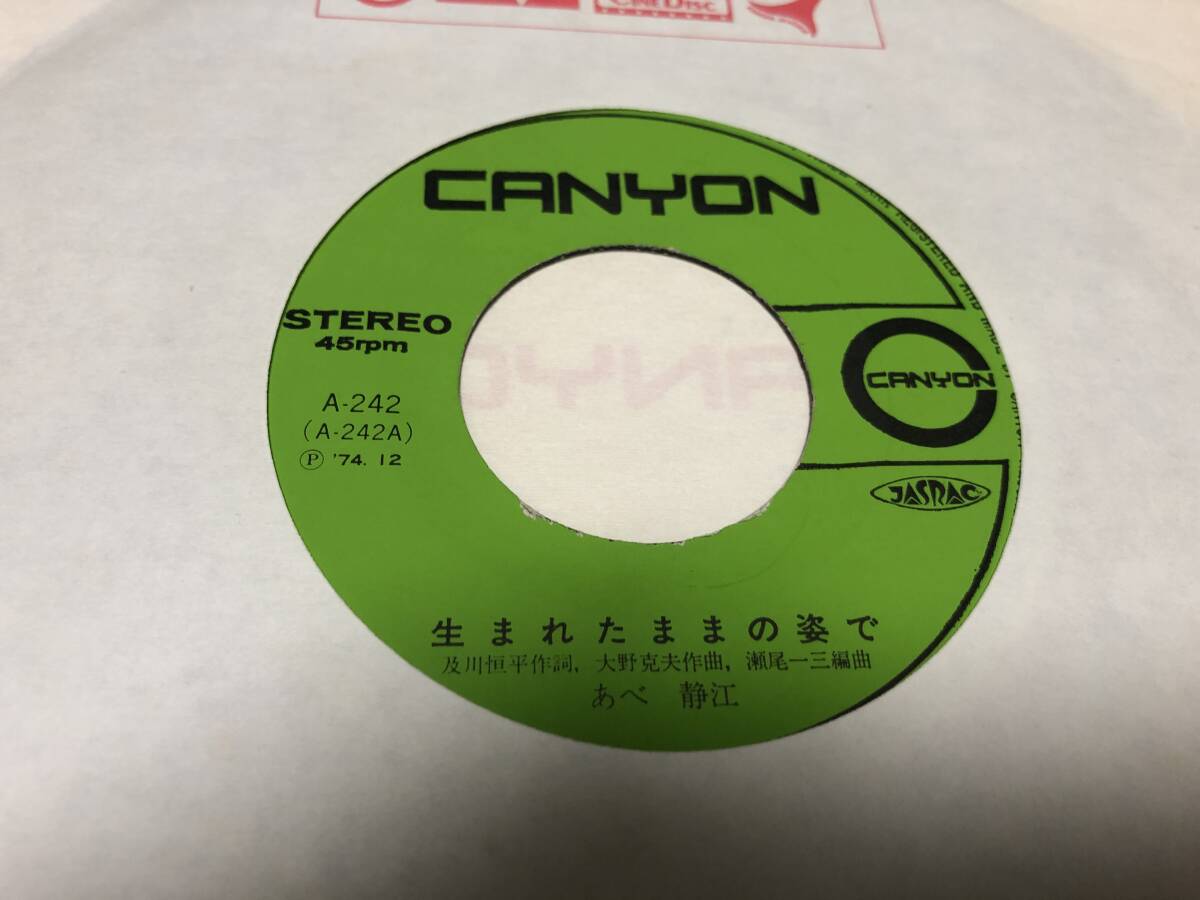 CINEDISC
CANYON
STEREO
45rpm
A-242
(A-242A)
Ⓟ '74. 12
CANYON
JASRAC
生まれたままの姿で
及川恒平作詞, 大野克夫作曲, 瀬尾一三編曲
あべ 静江